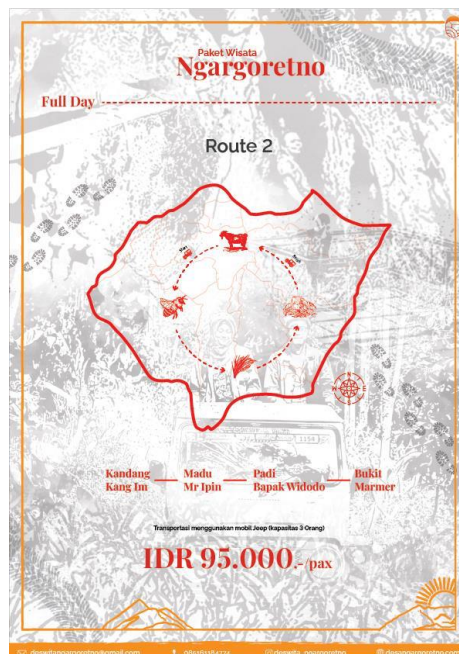 Paket Wisata
Ngargoretno
Full Day
Route 2
N
E
S
Kandang Kang Im
Madu Mr Ipin
Padi Bapak Widodo
Bukit Marmer
Transportasi menggunakan mobil Jeep (kapasitas 3 Orang)
IDR 95.000.-/pax